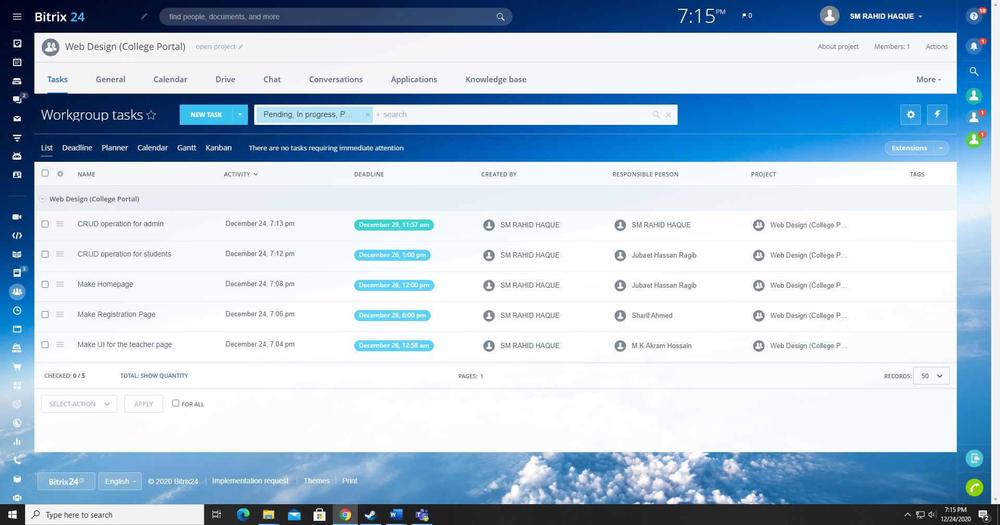 Bitrix 24
find people, documents, and more
7:15 PM
0
SM RAHID HAQUE
10
Web Design (College Portal)
open project
About project
Members: 1
Actions
1
Tasks
General
Calendar
Drive
Chat
Conversations
Applications
Knowledge base
More
2
Workgroup tasks
NEW TASK
Pending, In progress, P...
+ search
1
1
List
Deadline
Planner
Calendar
Gantt
Kanban
There are no tasks requiring immediate attention
Extensions
NAME
ACTIVITY
DEADLINE
CREATED BY
RESPONSIBLE PERSON
PROJECT
TAGS
Web Design (College Portal)
CRUD operation for admin
December 24, 7:13 pm
December 29, 11:57 am
SM RAHID HAQUE
SM RAHID HAQUE
Web Design (College P...
CRUD operation for students
December 24, 7:12 pm
December 26, 1:00 pm
SM RAHID HAQUE
Jubaet Hassan Ragib
Web Design (College P...
3
Make Homepage
December 24, 7:08 pm
December 26, 12:00 pm
SM RAHID HAQUE
Jubaet Hassan Ragib
Web Design (College P...
Make Registration Page
December 24, 7:06 pm
December 26, 6:00 pm
SM RAHID HAQUE
Sharif Ahmed
Web Design (College P...
Make UI for the teacher page
December 24, 7:04 pm
December 26, 12:58 am
SM RAHID HAQUE
M.K.Akram Hossain
Web Design (College P...
CHECKED: 0 / 5
TOTAL: SHOW QUANTITY
PAGES: 1
RECORDS: 50
SELECT ACTION
APPLY
FOR ALL
Bitrix24
English
© 2020 Bitrix24
Implementation request
Themes
Print
Type here to search
7:15 PM
12/24/2020
2